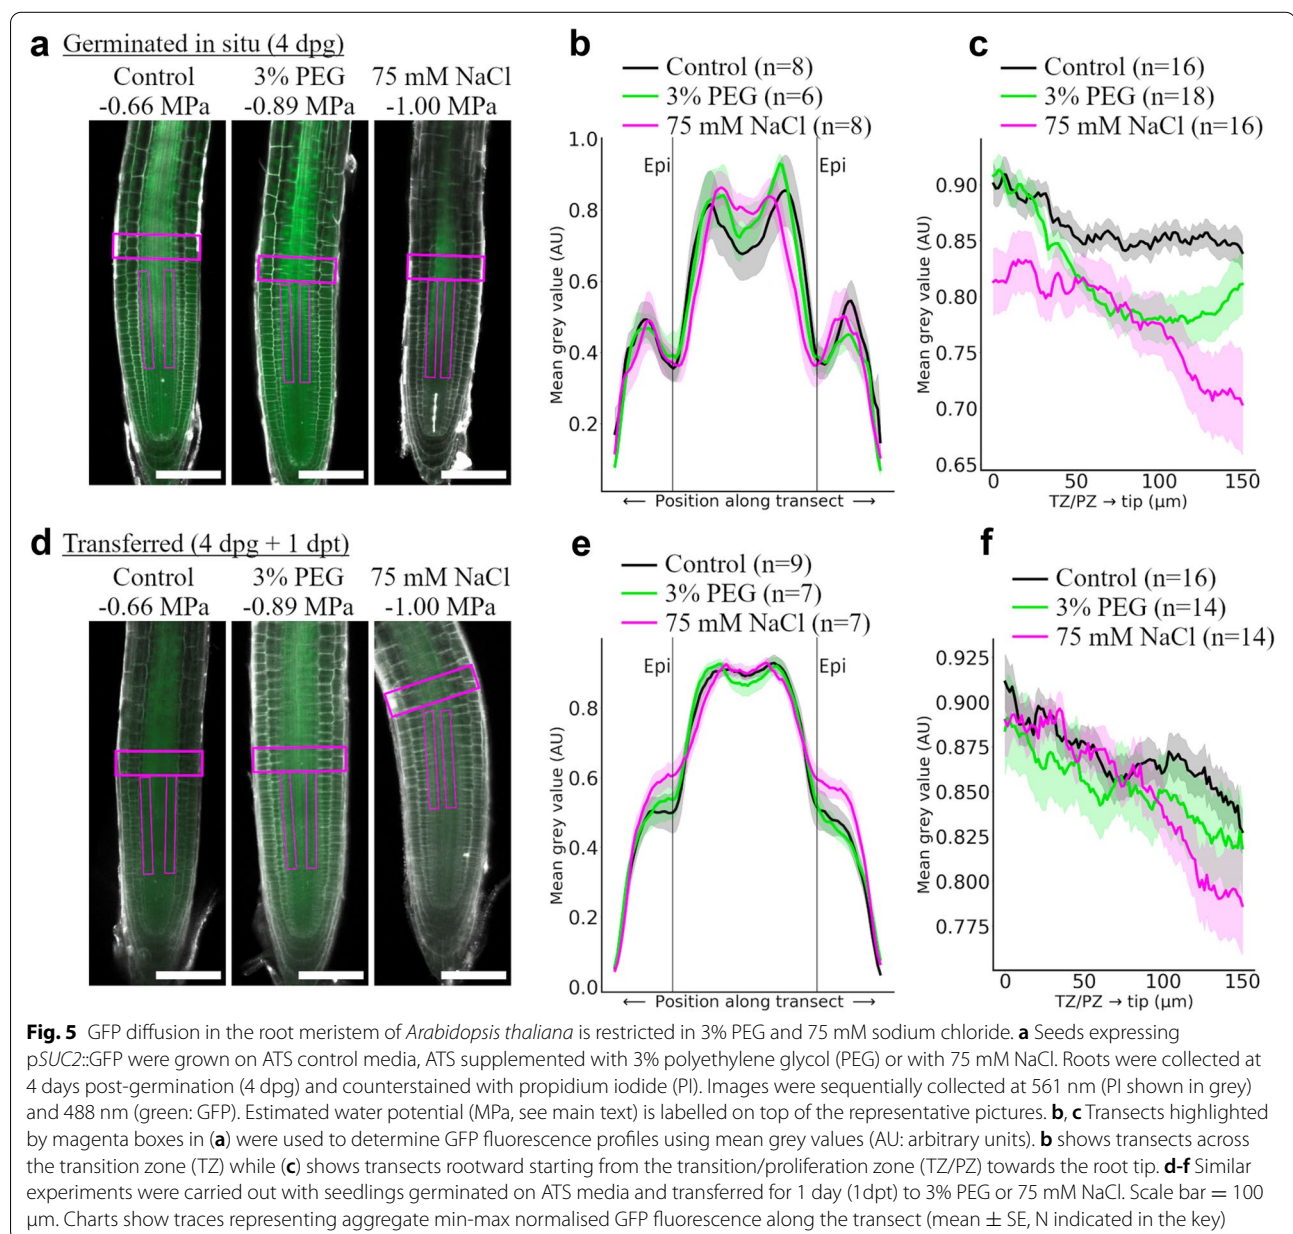 a Germinated in situ (4 dpg)
Control 3% PEG 75 mM NaCl
-0.66 MPa -0.89 MPa -1.00 MPa
b
Control (n=8)
3% PEG (n=6)
75 mM NaCl (n=8)
Epi Epi
1.0
0.8
0.6
0.4
0.2
Mean grey value (AU)
← Position along transect →
c
Control (n=16)
3% PEG (n=18)
75 mM NaCl (n=16)
0.90
0.85
0.80
0.75
0.70
0.65
Mean grey value (AU)
0 50 100 150
TZ/PZ → tip (µm)
d Transferred (4 dpg + 1 dpt)
Control 3% PEG 75 mM NaCl
-0.66 MPa -0.89 MPa -1.00 MPa
e
Control (n=9)
3% PEG (n=7)
75 mM NaCl (n=7)
Epi Epi
0.8
0.6
0.4
0.2
0.0
Mean grey value (AU)
← Position along transect →
f
Control (n=16)
3% PEG (n=14)
75 mM NaCl (n=14)
0.925
0.900
0.875
0.850
0.825
0.800
0.775
Mean grey value (AU)
0 50 100 150
TZ/PZ → tip (µm)
Fig. 5 GFP diffusion in the root meristem of Arabidopsis thaliana is restricted in 3% PEG and 75 mM sodium chloride. a Seeds expressing
pSUC2::GFP were grown on ATS control media, ATS supplemented with 3% polyethylene glycol (PEG) or with 75 mM NaCl. Roots were collected at
4 days post-germination (4 dpg) and counterstained with propidium iodide (PI). Images were sequentially collected at 561 nm (PI shown in grey)
and 488 nm (green: GFP). Estimated water potential (MPa, see main text) is labelled on top of the representative pictures. b, c Transects highlighted
by magenta boxes in (a) were used to determine GFP fluorescence profiles using mean grey values (AU: arbitrary units). b shows transects across
the transition zone (TZ) while (c) shows transects rootward starting from the transition/proliferation zone (TZ/PZ) towards the root tip. d-f Similar
experiments were carried out with seedlings germinated on ATS media and transferred for 1 day (1dpt) to 3% PEG or 75 mM NaCl. Scale bar = 100
µm. Charts show traces representing aggregate min-max normalised GFP fluorescence along the transect (mean ± SE, N indicated in the key)